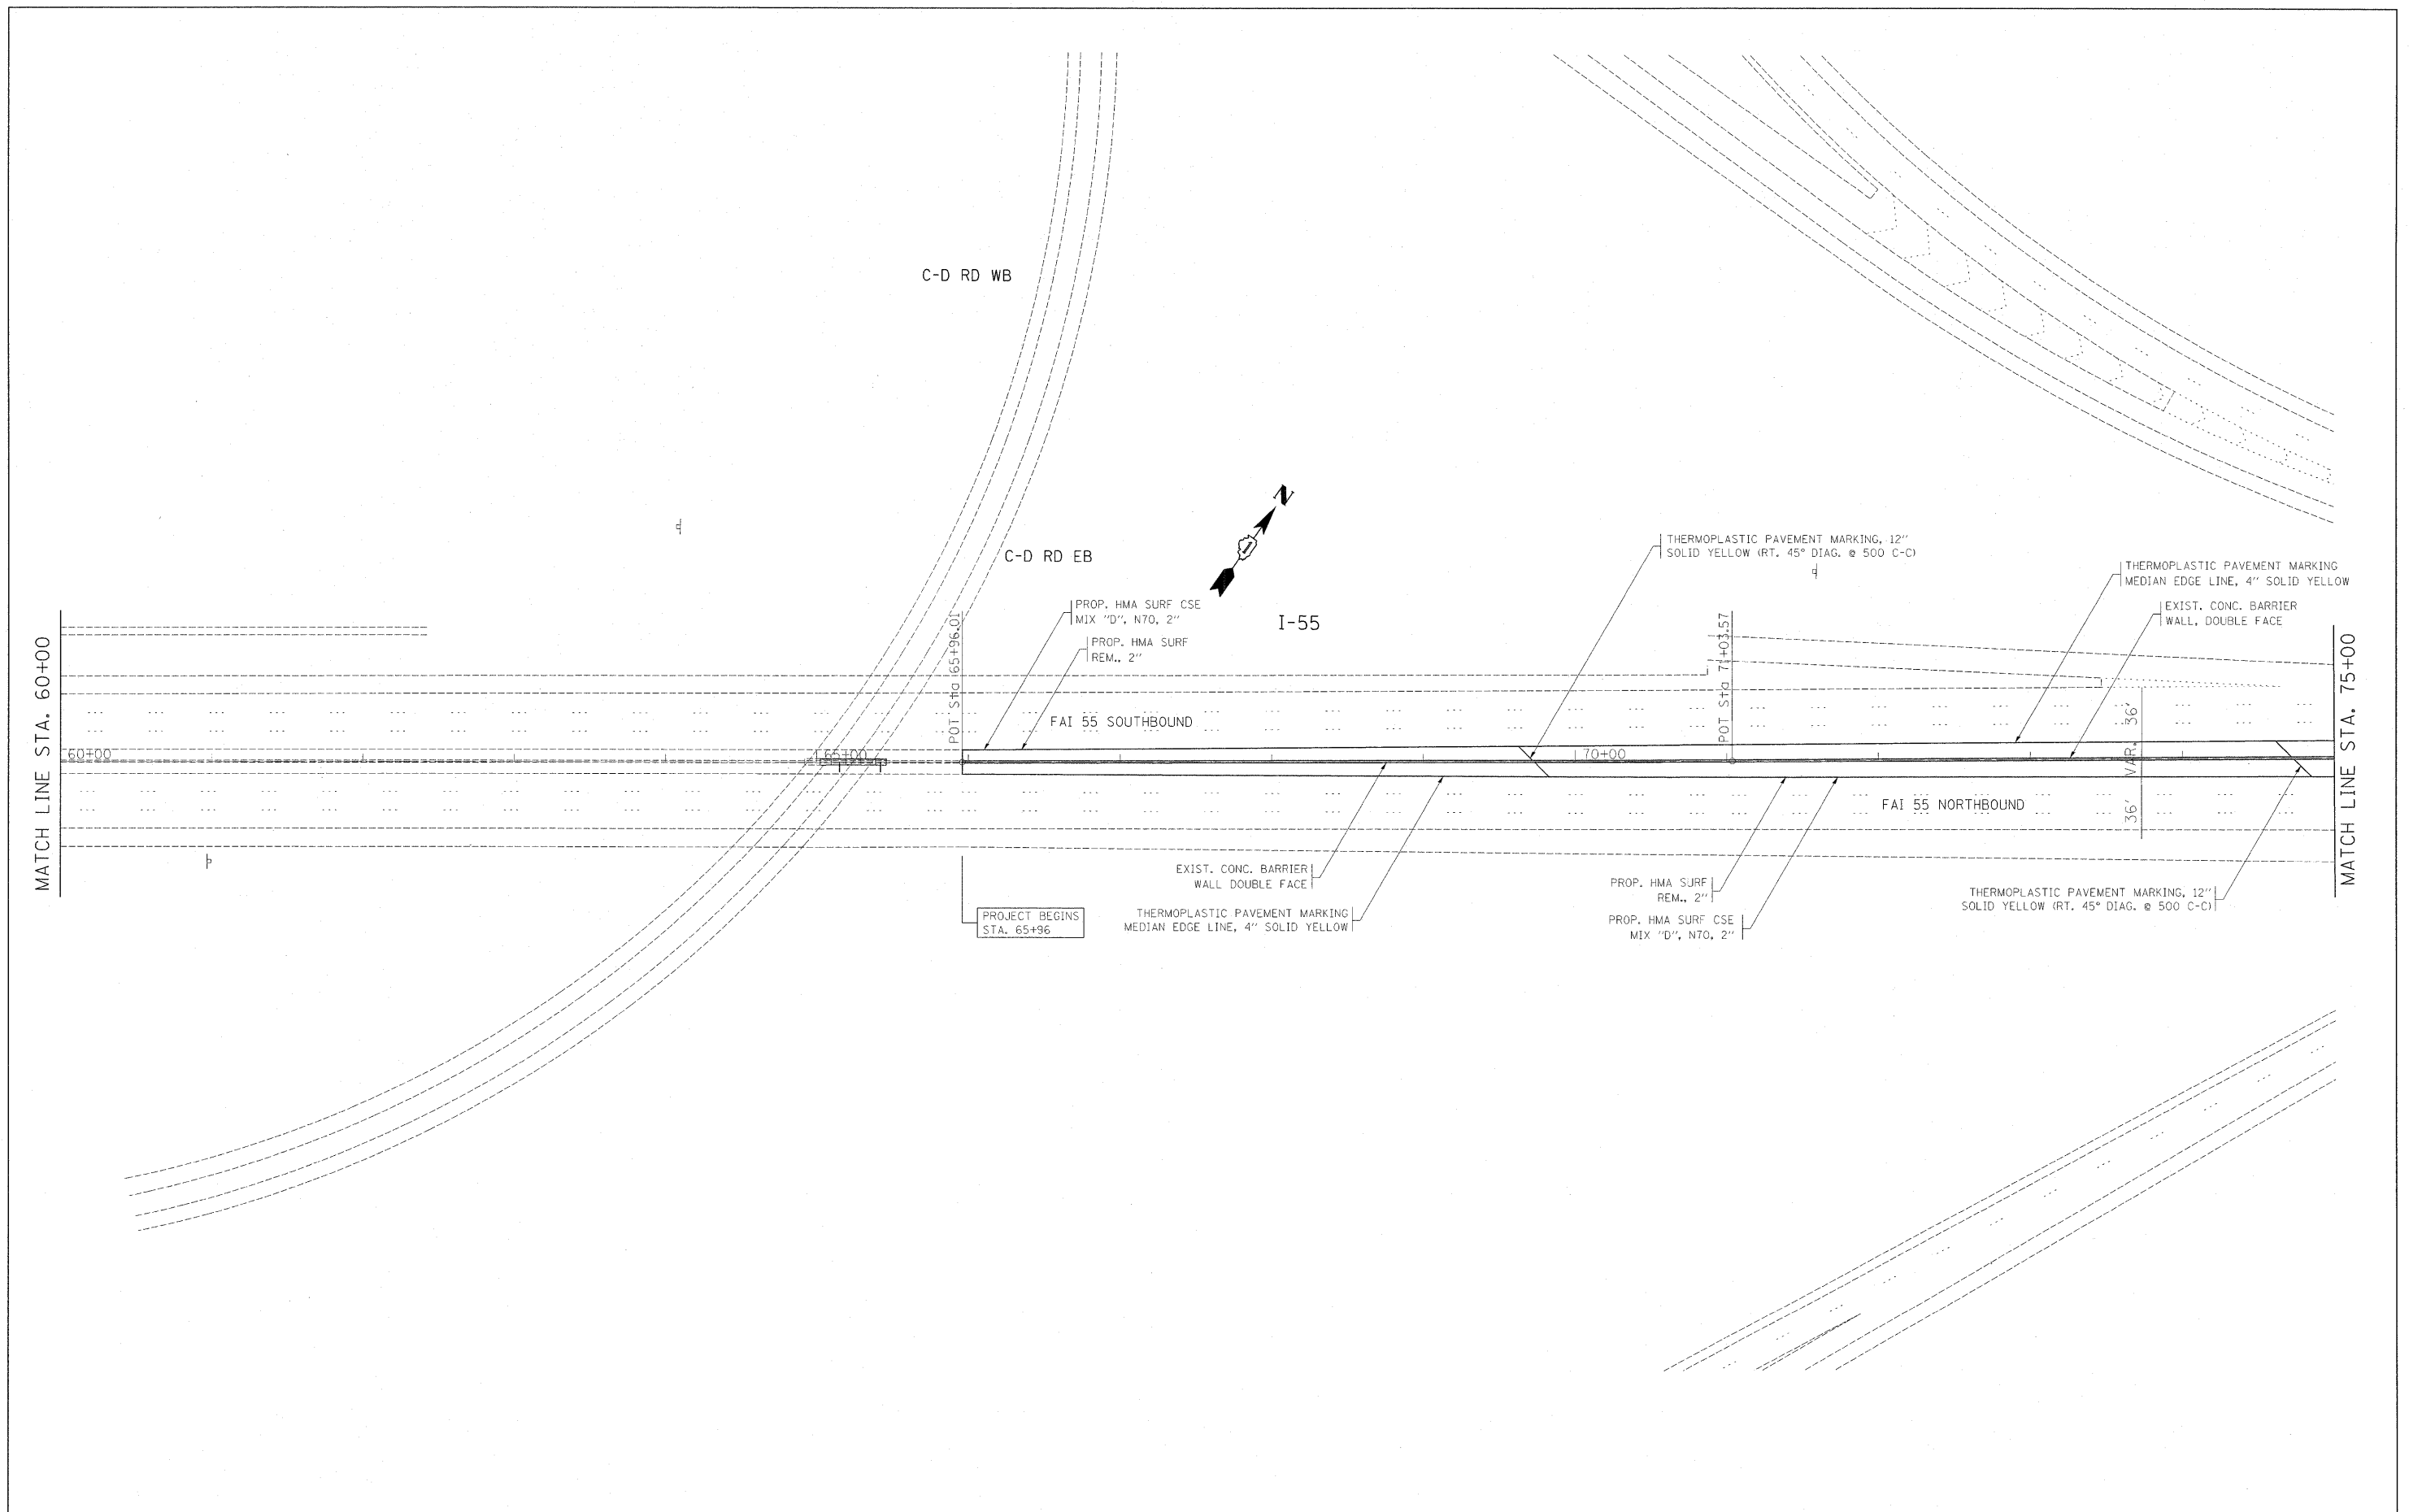 C-D RD WB
N
C-D RD EB
I-55
THERMOPLASTIC PAVEMENT MARKING, 12"
SOLID YELLOW (RT. 45° DIAG. @ 500 C-C)
THERMOPLASTIC PAVEMENT MARKING
MEDIAN EDGE LINE, 4" SOLID YELLOW
EXIST. CONC. BARRIER
WALL, DOUBLE FACE
PROP. HMA SURF CSE
MIX "D", N70, 2"
PROP. HMA SURF
REM., 2"
MATCH LINE STA. 60+00
POT Sta 65+96.01
POT Sta 71+03.57
MATCH LINE STA. 75+00
FAI 55 SOUTHBOUND
60+00
65+00
70+00
36'
VAR.
36'
FAI 55 NORTHBOUND
EXIST. CONC. BARRIER
WALL DOUBLE FACE
THERMOPLASTIC PAVEMENT MARKING
MEDIAN EDGE LINE, 4" SOLID YELLOW
PROJECT BEGINS
STA. 65+96
PROP. HMA SURF
REM., 2"
PROP. HMA SURF CSE
MIX "D", N70, 2"
THERMOPLASTIC PAVEMENT MARKING, 12"
SOLID YELLOW (RT. 45° DIAG. @ 500 C-C)